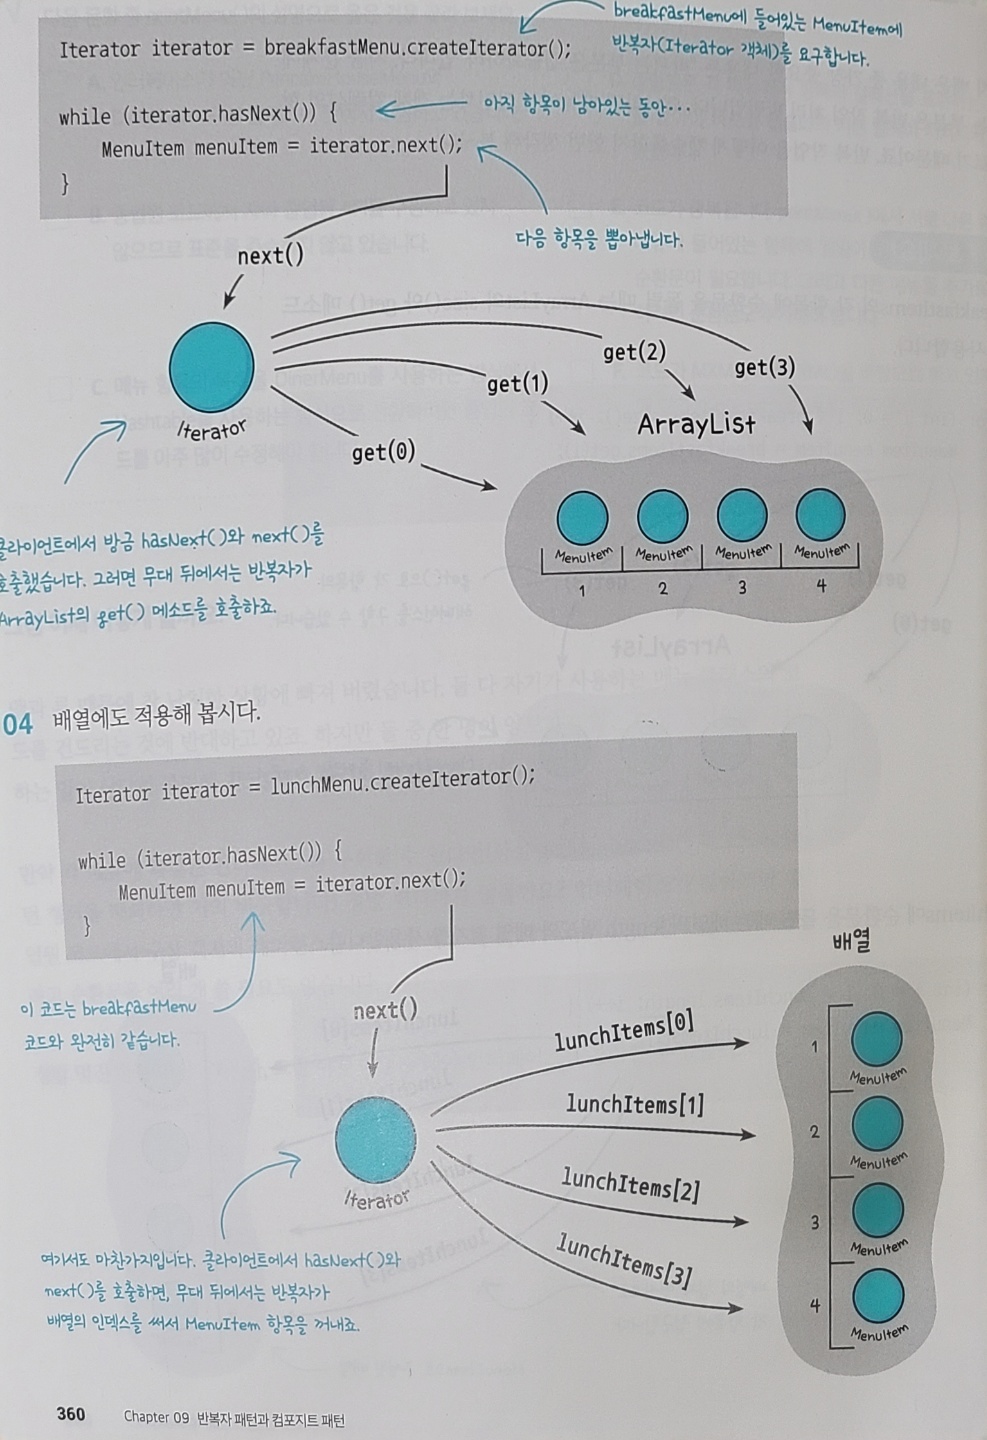 breakfastMenu에 들어있는 MenuItem에
반복자(Iterator 객체)를 요구합니다.
Iterator iterator = breakfastMenu.createIterator();
while (iterator.hasNext()) {
아직 항목이 남아있는 동안...
MenuItem menuItem = iterator.next();
}
다음 항목을 뽑아냅니다.
next()
get(2)
get(3)
get(1)
ArrayList
Iterator
get(0)
클라이언트에서 방금 hasNext()와 next()를
호출했습니다. 그러면 무대 뒤에서는 반복자가
ArrayList의 get() 메소드를 호출하죠.
MenuItem MenuItem MenuItem MenuItem
1 2 3 4
04 배열에도 적용해 봅시다.
Iterator iterator = lunchMenu.createIterator();
while (iterator.hasNext()) {
MenuItem menuItem = iterator.next();
}
배열
이 코드는 breakfastMenu
코드와 완전히 같습니다.
next()
lunchItems[0]
1
MenuItem
lunchItems[1]
2
MenuItem
Iterator
lunchItems[2]
3
MenuItem
lunchItems[3]
4
MenuItem
여기서도 마찬가지입니다. 클라이언트에서 hasNext()와
next()를 호출하면, 무대 뒤에서는 반복자가
배열의 인덱스를 써서 MenuItem 항목을 꺼내죠.
360 Chapter 09 반복자 패턴과 컴포지트 패턴